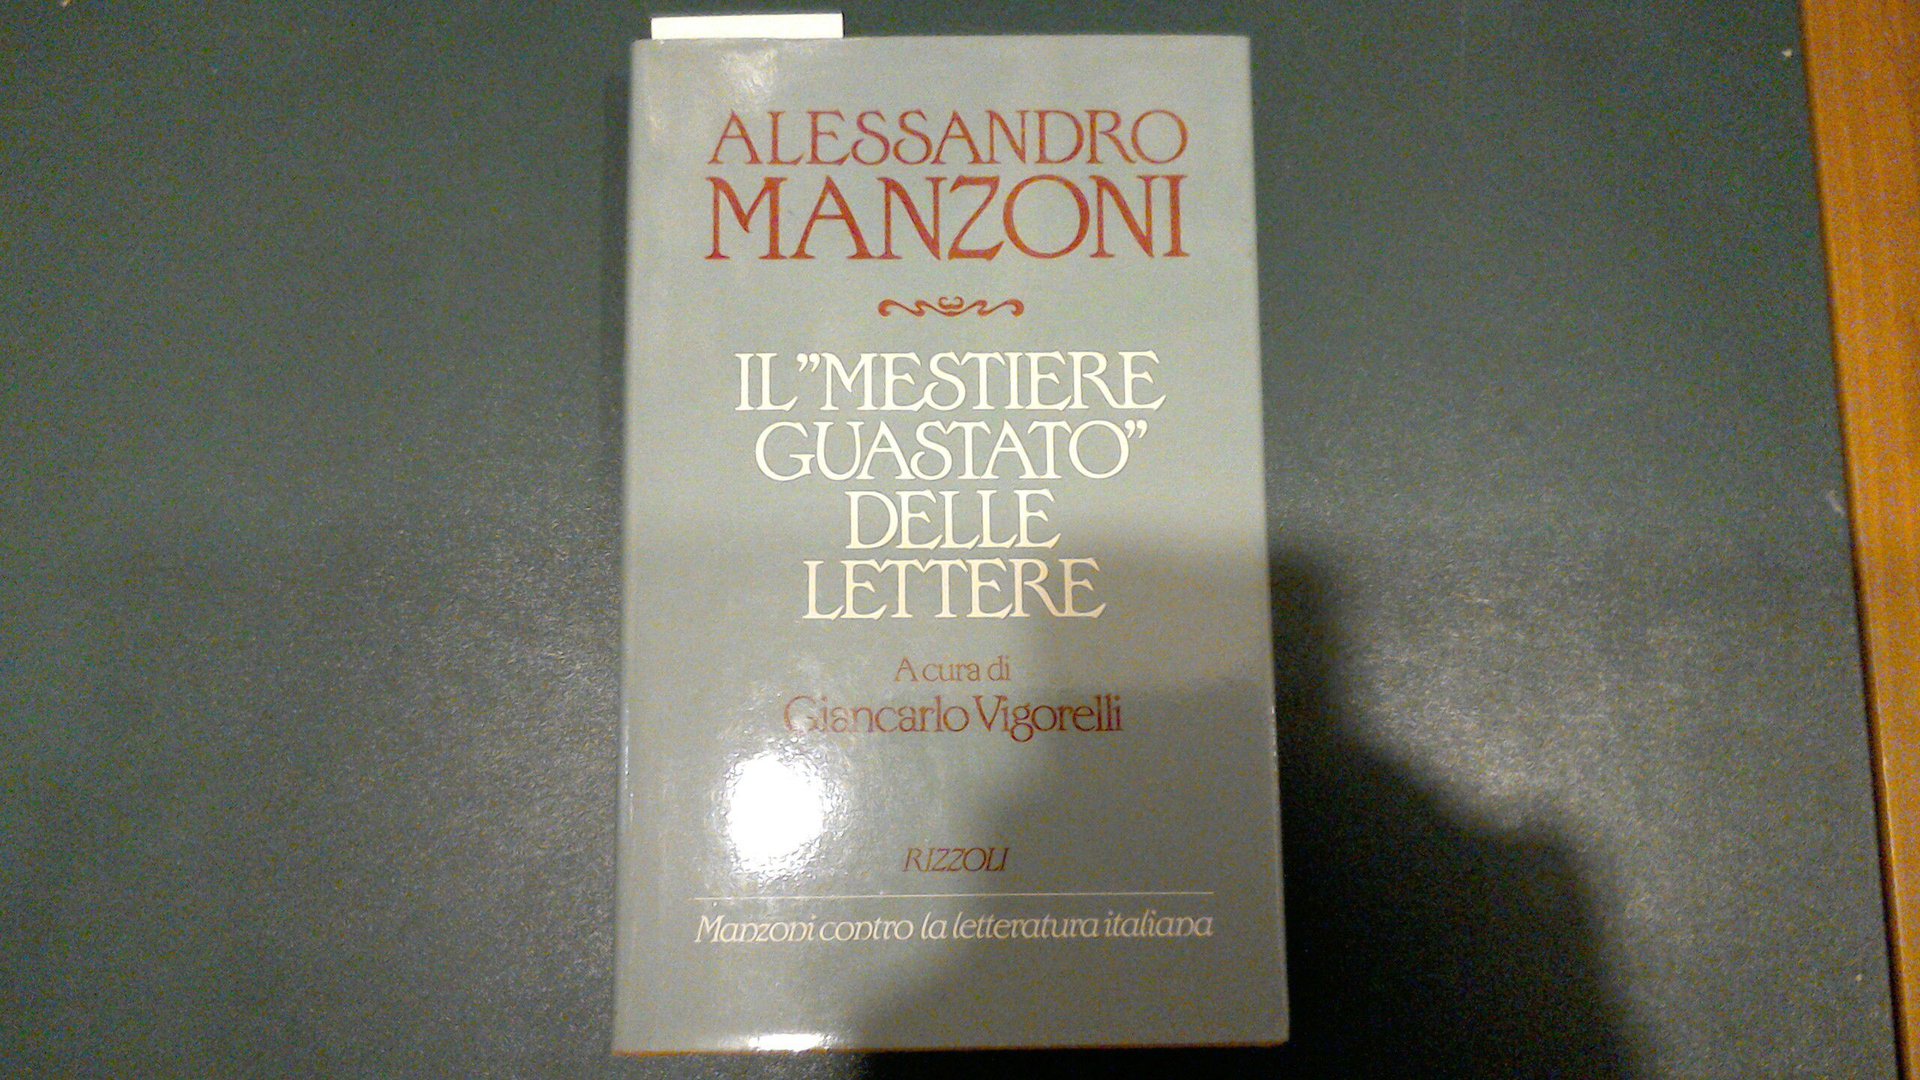 ALESSANDRO
MANZONI
IL "MESTIERE
GUASTATO"
DELLE
LETTERE
A cura di
Giancarlo Vigorelli
RIZZOLI
Manzoni contro la letteratura italiana